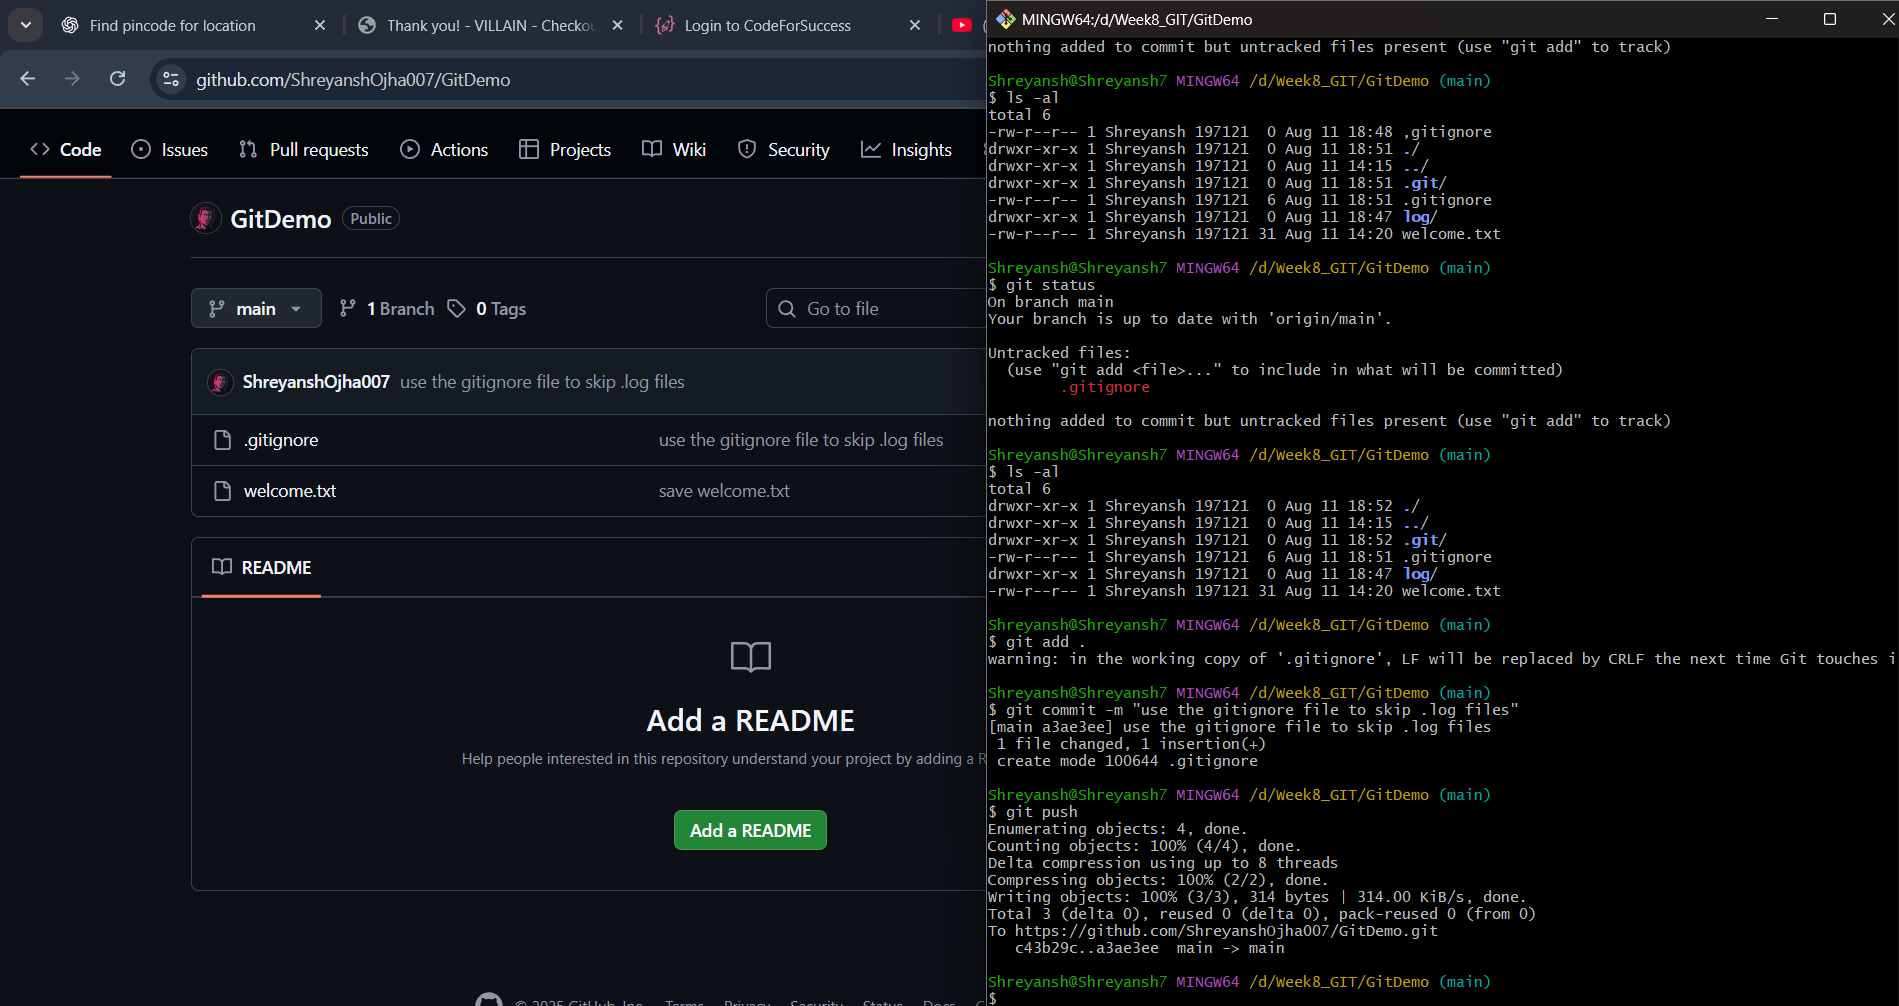 Find pincode for location
Thank you! - VILLAIN - Checkou
Login to CodeForSuccess
github.com/ShreyanshOjha007/GitDemo
Code
Issues
Pull requests
Actions
Projects
Wiki
Security
Insights
GitDemo
Public
main
1 Branch
0 Tags
Go to file
ShreyanshOjha007 use the gitignore file to skip .log files
.gitignore use the gitignore file to skip .log files
welcome.txt save welcome.txt
README
Add a README
Help people interested in this repository understand your project by adding a R
Add a README
© 2025 GitHub, Inc. Terms Privacy Security Status Docs
MINGW64:/d/Week8_GIT/GitDemo
nothing added to commit but untracked files present (use "git add" to track)
Shreyansh@Shreyansh7 MINGW64 /d/Week8_GIT/GitDemo (main)
$ ls -al
total 6
-rw-r--r-- 1 Shreyansh 197121  0 Aug 11 18:48 ,gitignore
drwxr-xr-x 1 Shreyansh 197121  0 Aug 11 18:51 ./
drwxr-xr-x 1 Shreyansh 197121  0 Aug 11 14:15 ../
drwxr-xr-x 1 Shreyansh 197121  0 Aug 11 18:51 .git/
-rw-r--r-- 1 Shreyansh 197121  6 Aug 11 18:51 .gitignore
drwxr-xr-x 1 Shreyansh 197121  0 Aug 11 18:47 log/
-rw-r--r-- 1 Shreyansh 197121 31 Aug 11 14:20 welcome.txt
Shreyansh@Shreyansh7 MINGW64 /d/Week8_GIT/GitDemo (main)
$ git status
On branch main
Your branch is up to date with 'origin/main'.
Untracked files:
(use "git add <file>..." to include in what will be committed)
.gitignore
nothing added to commit but untracked files present (use "git add" to track)
Shreyansh@Shreyansh7 MINGW64 /d/Week8_GIT/GitDemo (main)
$ ls -al
total 6
drwxr-xr-x 1 Shreyansh 197121  0 Aug 11 18:52 ./
drwxr-xr-x 1 Shreyansh 197121  0 Aug 11 14:15 ../
drwxr-xr-x 1 Shreyansh 197121  0 Aug 11 18:52 .git/
-rw-r--r-- 1 Shreyansh 197121  6 Aug 11 18:51 .gitignore
drwxr-xr-x 1 Shreyansh 197121  0 Aug 11 18:47 log/
-rw-r--r-- 1 Shreyansh 197121 31 Aug 11 14:20 welcome.txt
Shreyansh@Shreyansh7 MINGW64 /d/Week8_GIT/GitDemo (main)
$ git add .
warning: in the working copy of '.gitignore', LF will be replaced by CRLF the next time Git touches i
Shreyansh@Shreyansh7 MINGW64 /d/Week8_GIT/GitDemo (main)
$ git commit -m "use the gitignore file to skip .log files"
[main a3ae3ee] use the gitignore file to skip .log files
1 file changed, 1 insertion(+)
create mode 100644 .gitignore
Shreyansh@Shreyansh7 MINGW64 /d/Week8_GIT/GitDemo (main)
$ git push
Enumerating objects: 4, done.
Counting objects: 100% (4/4), done.
Delta compression using up to 8 threads
Compressing objects: 100% (2/2), done.
Writing objects: 100% (3/3), 314 bytes | 314.00 KiB/s, done.
Total 3 (delta 0), reused 0 (delta 0), pack-reused 0 (from 0)
To https://github.com/ShreyanshOjha007/GitDemo.git
c43b29c..a3ae3ee  main -> main
Shreyansh@Shreyansh7 MINGW64 /d/Week8_GIT/GitDemo (main)
$